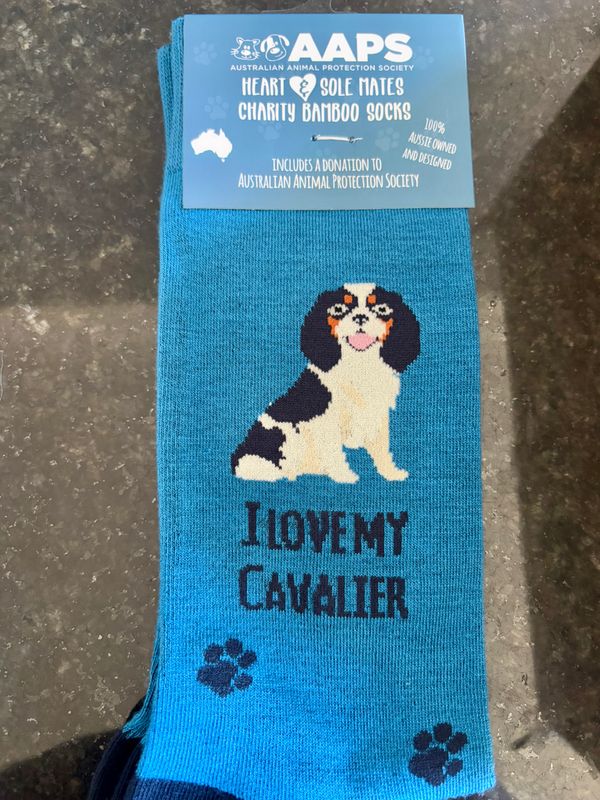 AAPS
AUSTRALIAN ANIMAL PROTECTION SOCIETY
HEART & SOLE MATES
CHARITY BAMBOO SOCKS
100%
AUSSIE OWNED
AND DESIGNED
INCLUDES A DONATION TO
AUSTRALIAN ANIMAL PROTECTION SOCIETY
I LOVE MY
CAVALIER